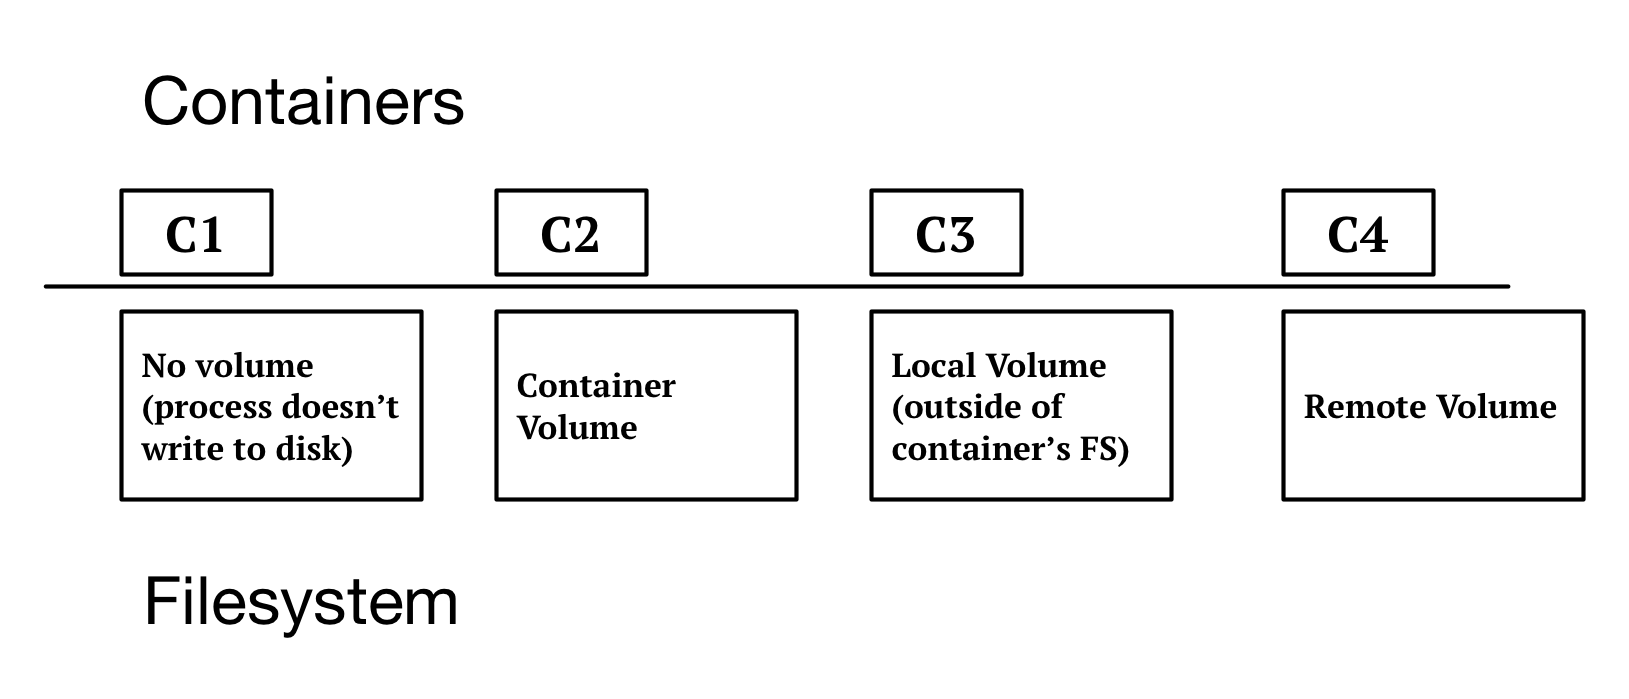 Containers
C1
C2
C3
C4
No volume
(process doesn’t
write to disk)
Container
Volume
Local Volume
(outside of
container’s FS)
Remote Volume
Filesystem